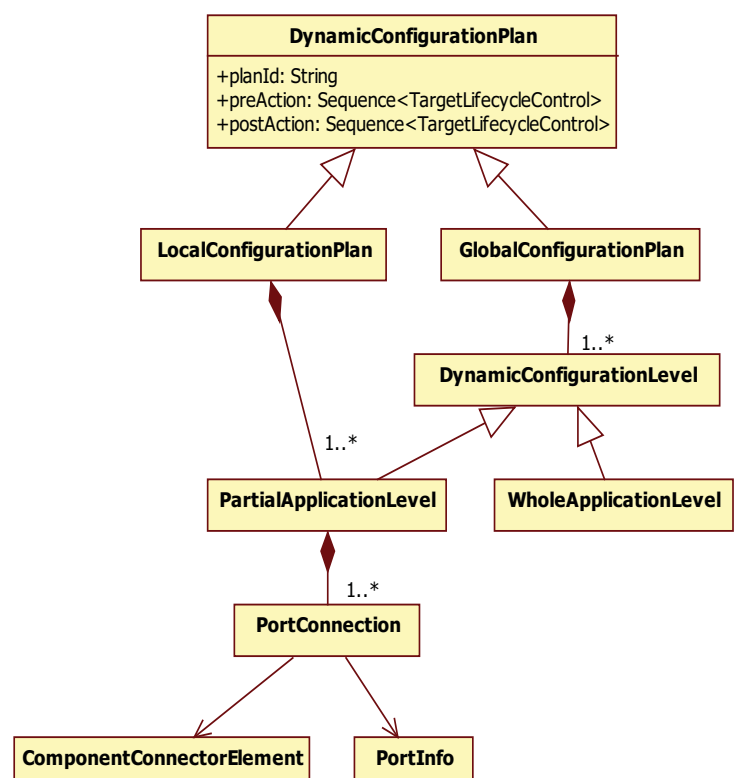 DynamicConfigurationPlan
+planId: String
+preAction: Sequence<TargetLifecycleControl>
+postAction: Sequence<TargetLifecycleControl>
LocalConfigurationPlan
GlobalConfigurationPlan
1..*
DynamicConfigurationLevel
1..*
PartialApplicationLevel
WholeApplicationLevel
1..*
PortConnection
ComponentConnectorElement
PortInfo